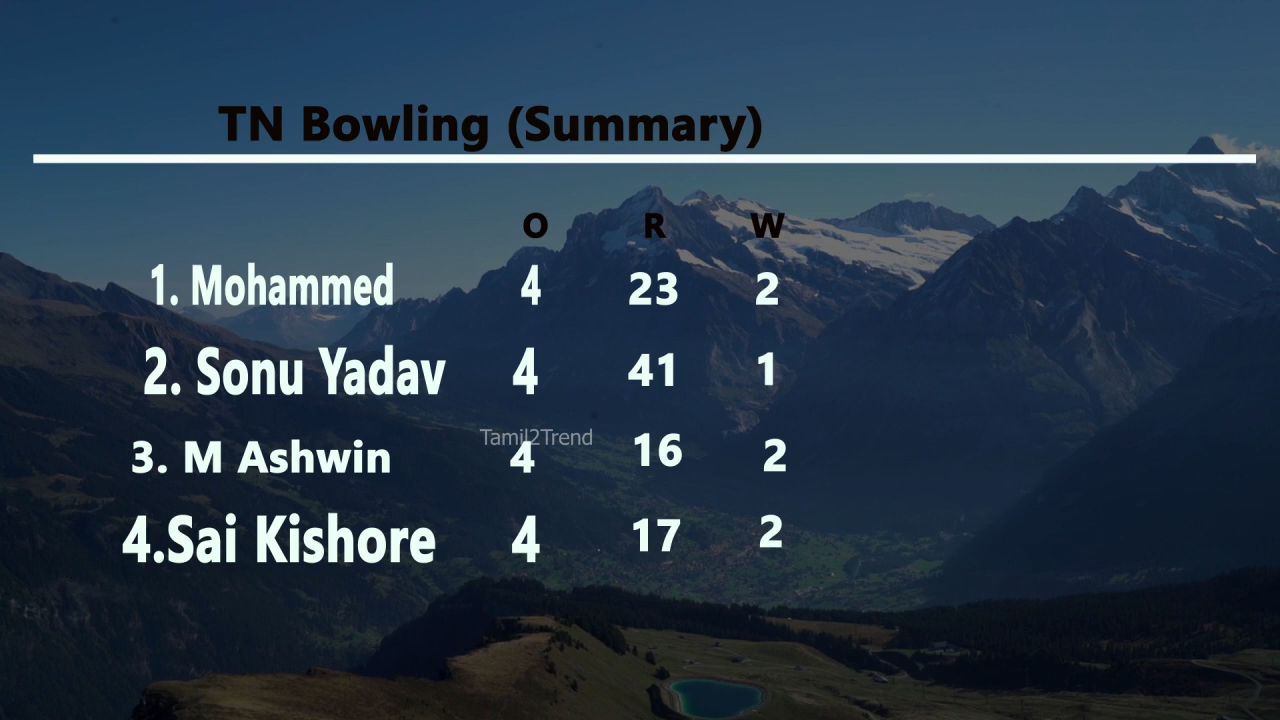 TN Bowling (Summary)
O R W
1. Mohammed 4 23 2
2. Sonu Yadav 4 41 1
Tamil2Trend
3. M Ashwin 4 16 2
4.Sai Kishore 4 17 2